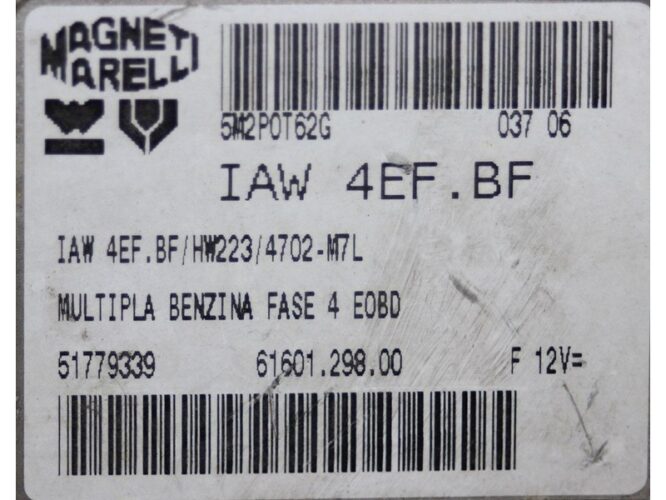 MAGNETI
MARELLI
5M2POT62G 037 06
IAW 4EF.BF
IAW 4EF.BF/HW223/4702-M7L
MULTIPLA BENZINA FASE 4 EOBD
51779339 61601.298.00 F 12V=